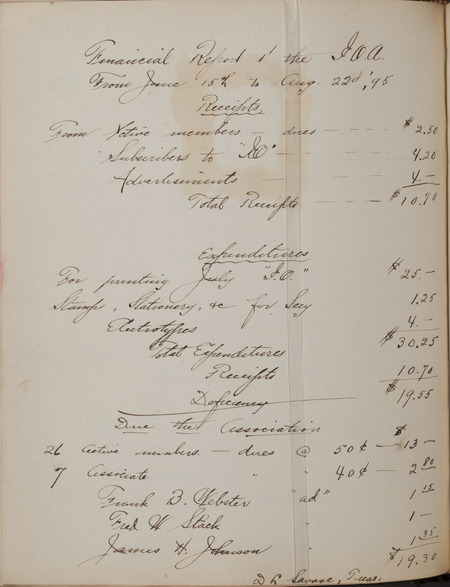 Financial Report of the I.O.A.
From June 15th to Aug. 22d, '95
Receipts.
From Active members dues — $2.50
" Subscribers to "I.O" — 4.20
Advertisements — 4.—
Total Receipts — $10.70
Expenditures
For printing July "I.O." $25.—
Stamps, Stationery, &c for Secy 1.25
Electrotypes 4.—
Total Expenditures $30.25
Receipts 10.70
Deficiency $19.55
Due the Association
26 active members. — dues @ 50¢ — $13—
7 Associate " " 40¢ — 2.80
Frank B. Webster "ad" 1.15
Fred W Stack " 1—
James H. Johnson " 1.35
$19.30
D L Savage, Treas.